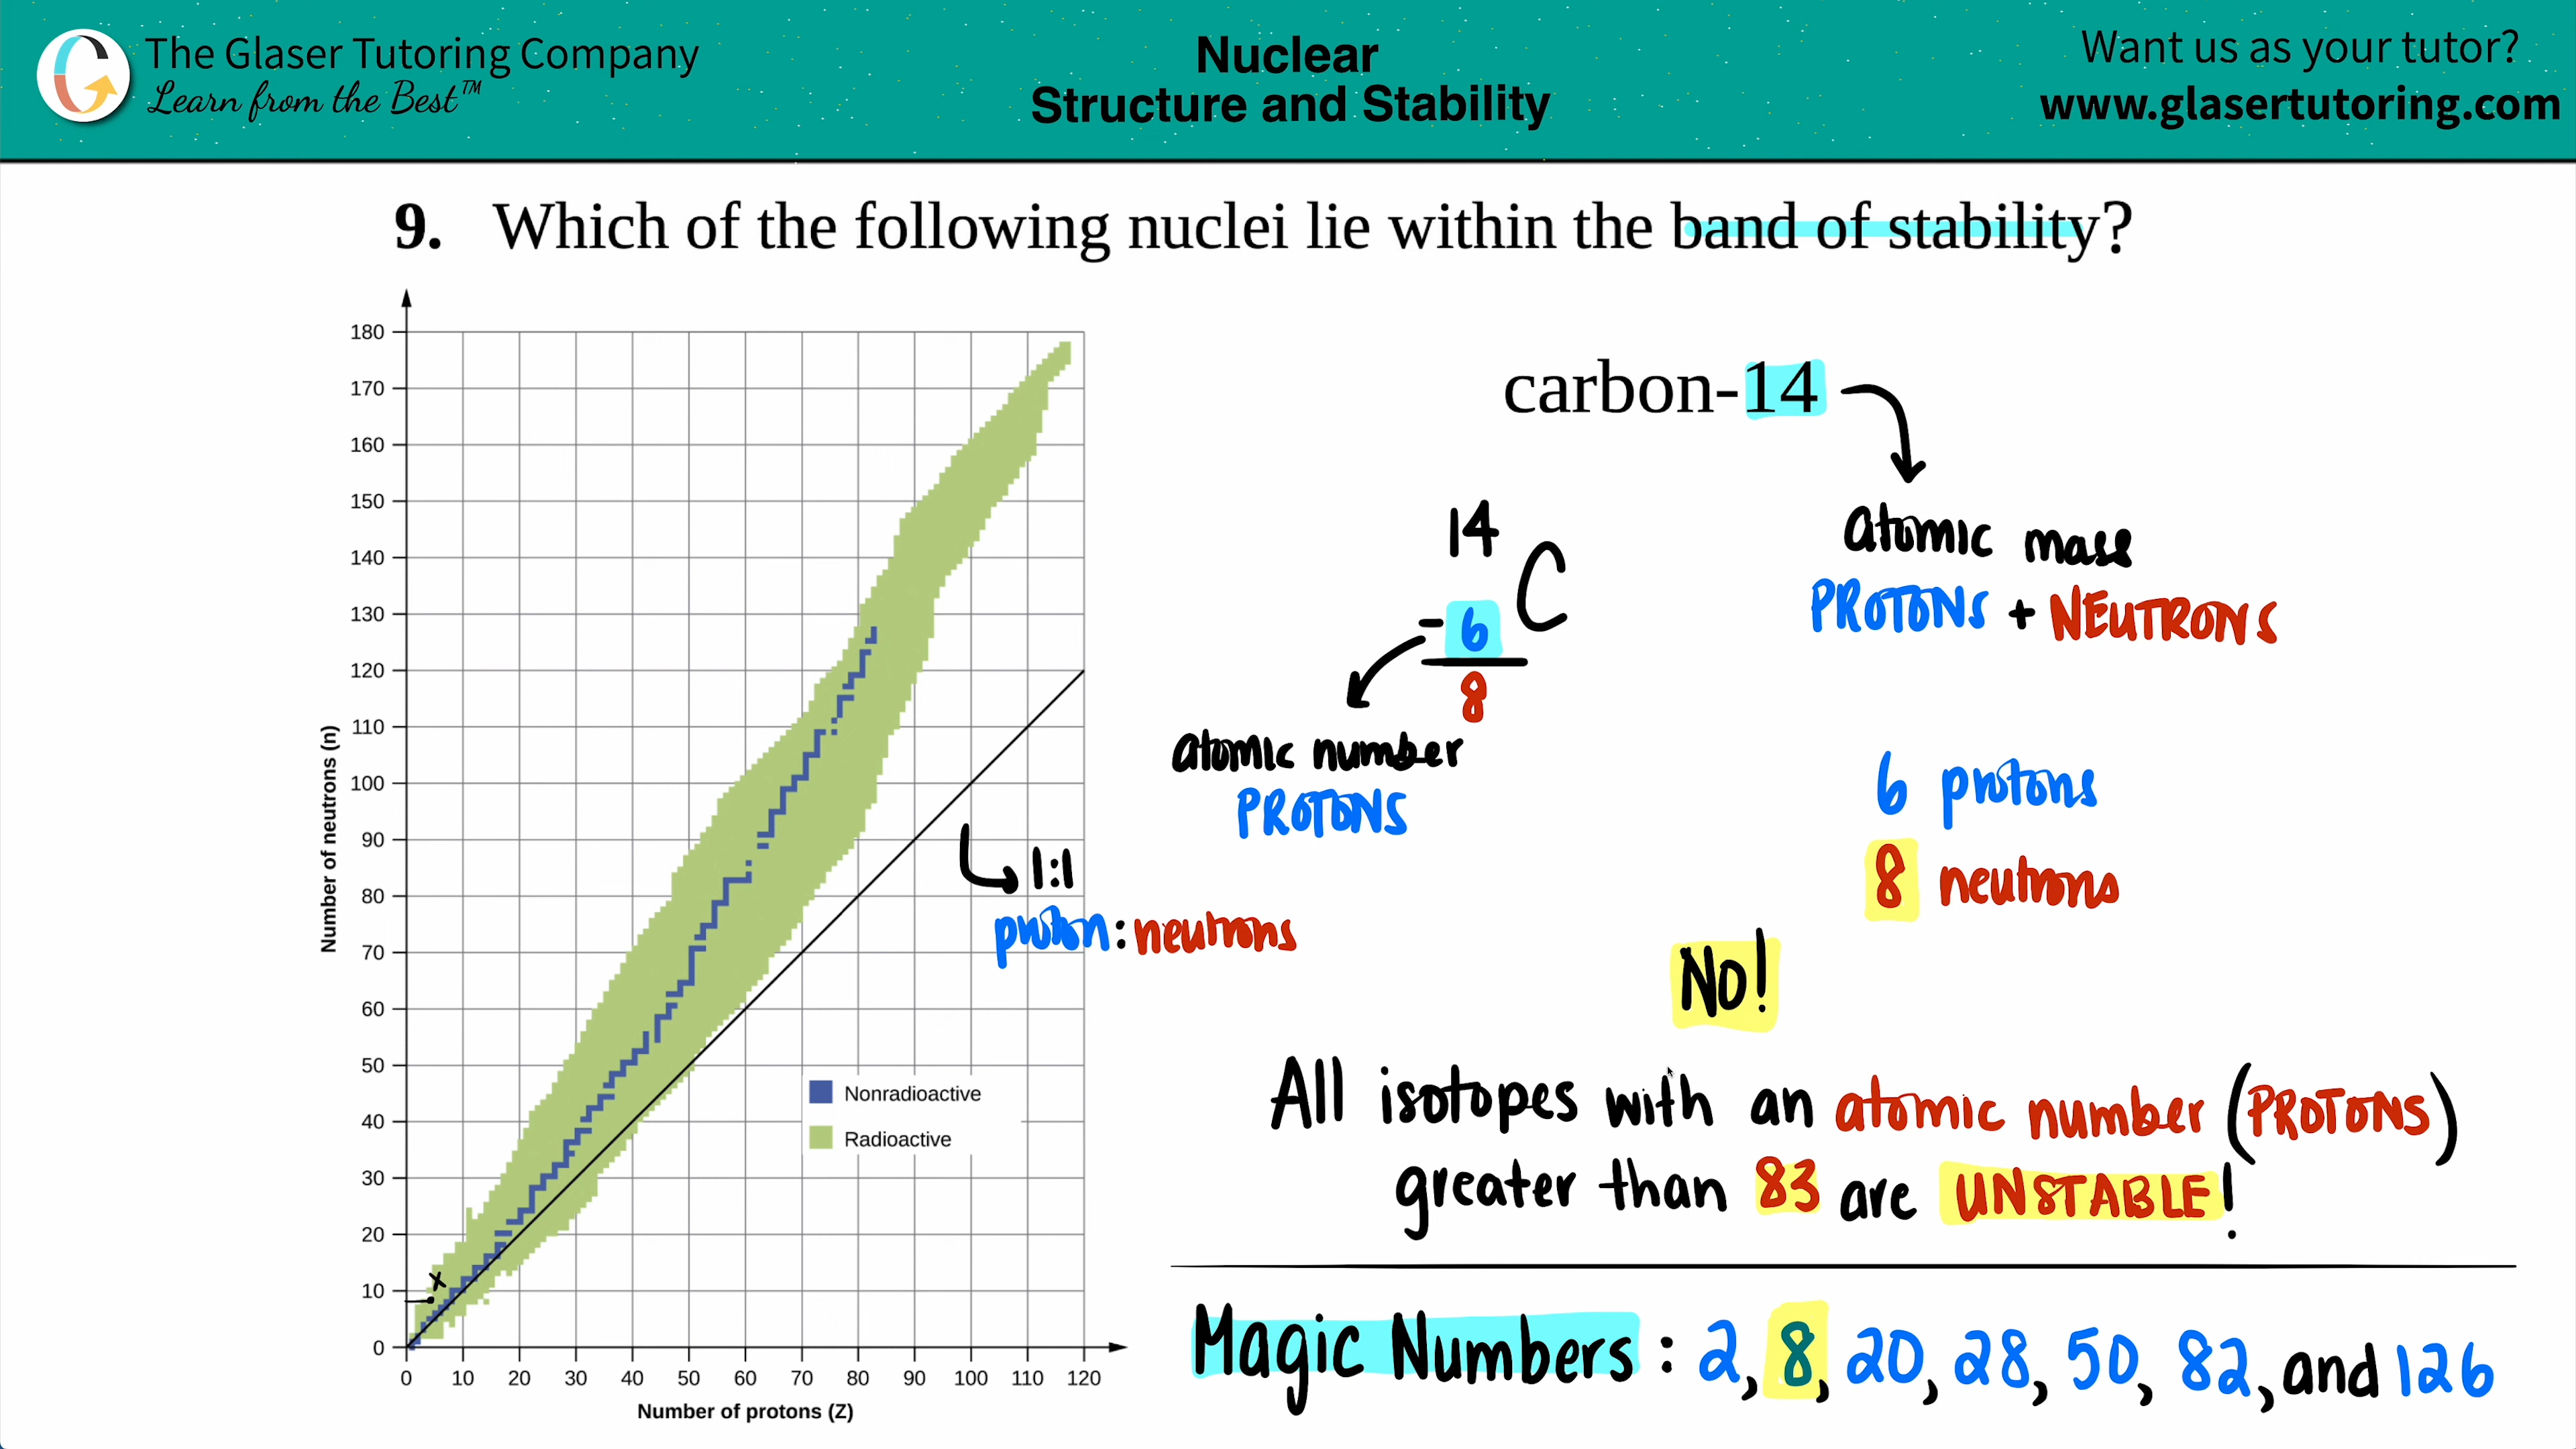 The Glaser Tutoring Company
Learn from the Best™
Nuclear
Structure and Stability
Want us as your tutor?
www.glasertutoring.com
9. Which of the following nuclei lie within the band of stability?
180
170
160
150
140
130
120
110
100
90
80
70
60
50
40
30
20
10
0
Number of neutrons (n)
0 10 20 30 40 50 60 70 80 90 100 110 120
Number of protons (Z)
Nonradioactive
Radioactive
x
1:1
proton:neutrons
carbon-14
14
- 6 C
8
atomic number
PROTONS
atomic mass
PROTONS + NEUTRONS
6 protons
8 neutrons
NO!
All isotopes with an atomic number (PROTONS)
greater than 83 are UNSTABLE!
Magic Numbers : 2, 8, 20, 28, 50, 82, and 126